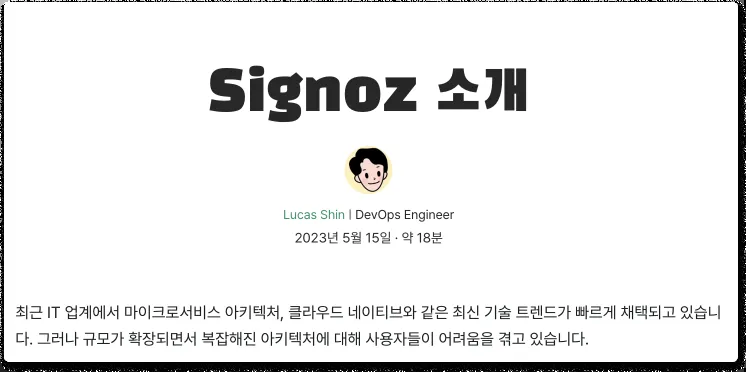 Signoz 소개
Lucas Shin | DevOps Engineer
2023년 5월 15일 · 약 18분
최근 IT 업계에서 마이크로서비스 아키텍처, 클라우드 네이티브와 같은 최신 기술 트렌드가 빠르게 채택되고 있습니
다. 그러나 규모가 확장되면서 복잡해진 아키텍처에 대해 사용자들이 어려움을 겪고 있습니다.